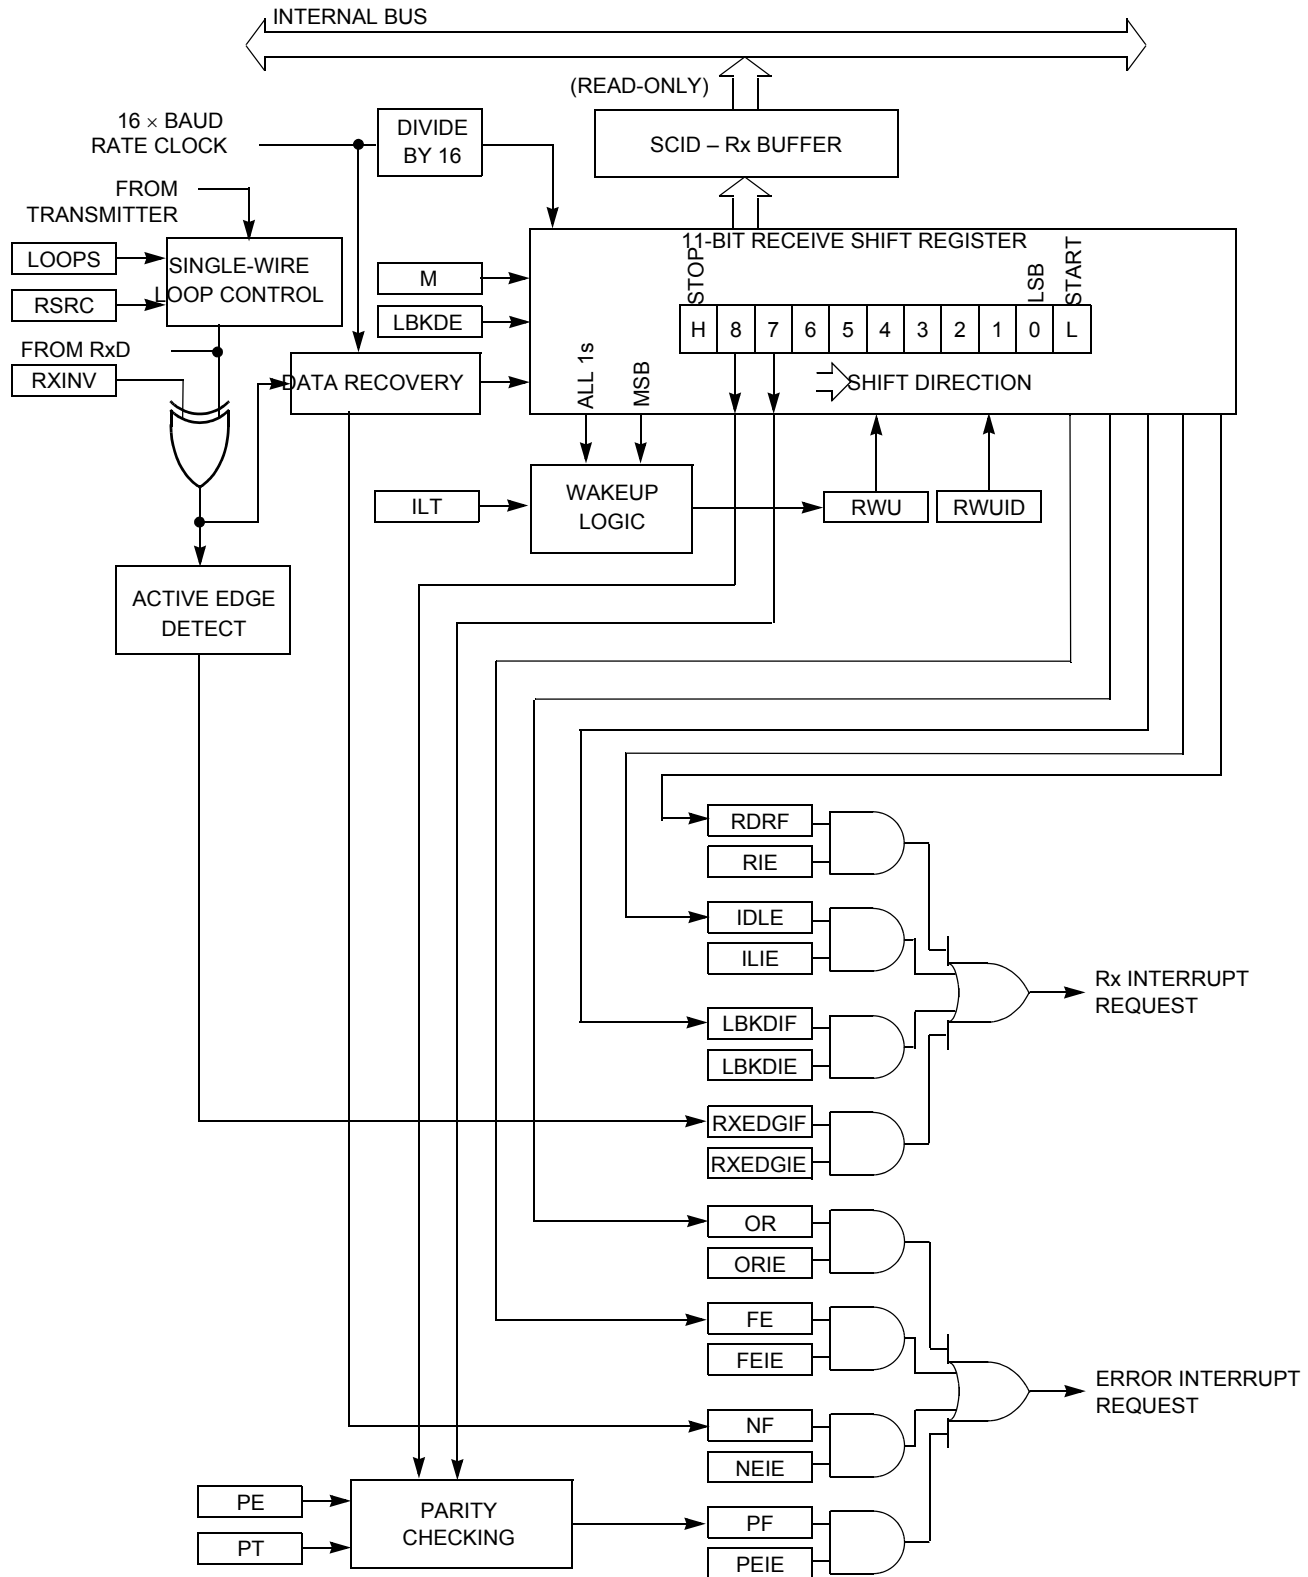 INTERNAL BUS
(READ-ONLY)
16 × BAUD
RATE CLOCK
DIVIDE
BY 16
SCID – Rx BUFFER
FROM
TRANSMITTER
LOOPS
RSRC
SINGLE-WIRE
LOOP CONTROL
11-BIT RECEIVE SHIFT REGISTER
STOP
LSB
START
M
LBKDE
H 8 7 6 5 4 3 2 1 0 L
FROM RxD
RXINV
DATA RECOVERY
ALL 1s
MSB
SHIFT DIRECTION
ILT
WAKEUP
LOGIC
RWU
RWUID
ACTIVE EDGE
DETECT
RDRF
RIE
IDLE
ILIE
Rx INTERRUPT
REQUEST
LBKDIF
LBKDIE
RXEDGIF
RXEDGIE
OR
ORIE
FE
FEIE
ERROR INTERRUPT
REQUEST
NF
NEIE
PE
PT
PARITY
CHECKING
PF
PEIE